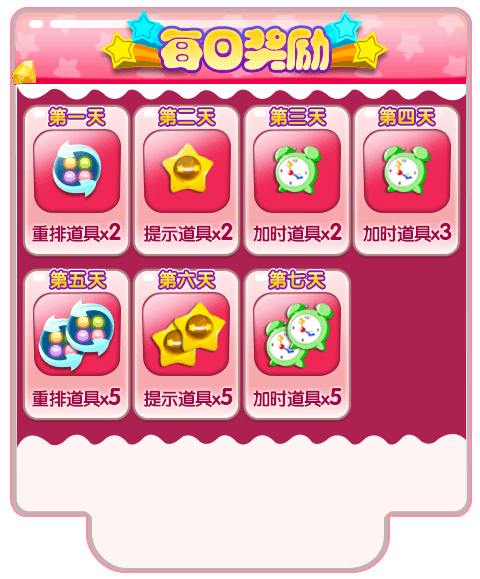 每日奖励
第一天
第二天
第三天
第四天
重排道具x2
提示道具x2
加时道具x2
加时道具x3
第五天
第六天
第七天
重排道具x5
提示道具x5
加时道具x5